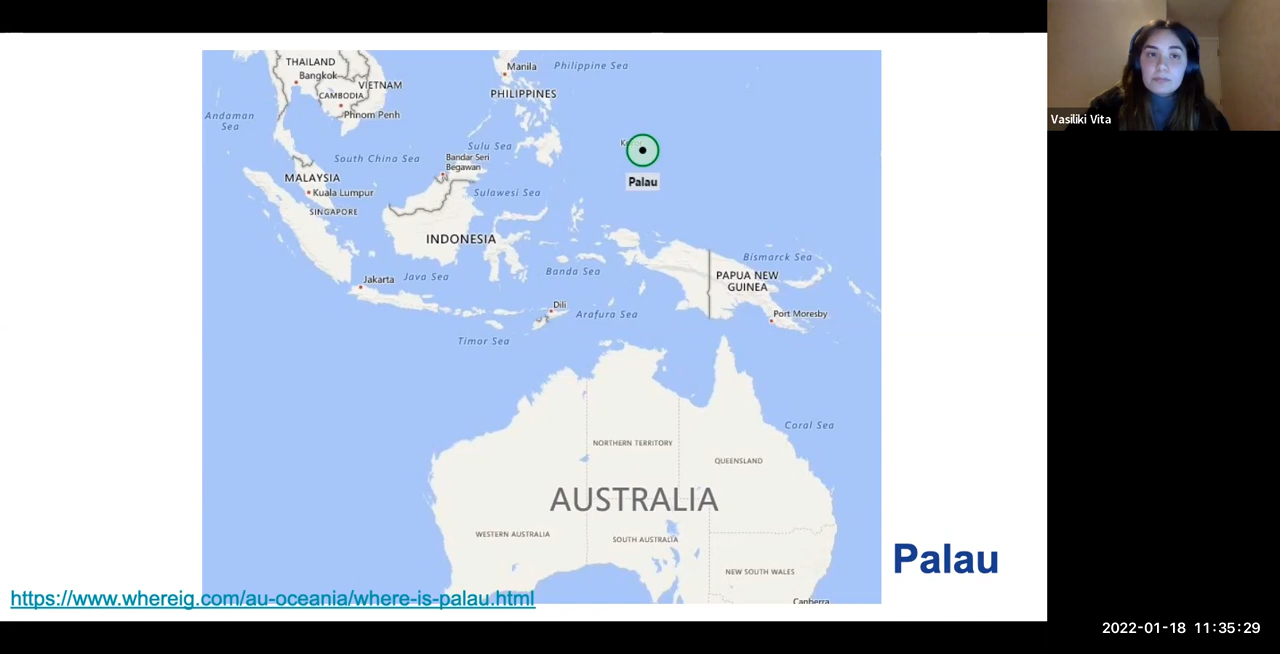 THAILAND
Bangkok
VIETNAM
CAMBODIA
Phnom Penh
Andaman
Sea
South China Sea
Manila
Philippine Sea
PHILIPPINES
Sulu Sea
Bandar Seri
Begawan
Palau
MALAYSIA
Kuala Lumpur
SINGAPORE
Sulawesi Sea
INDONESIA
Jakarta
Java Sea
Banda Sea
Bismarck Sea
PAPUA NEW
GUINEA
Dili
Arafura Sea
Port Moresby
Timor Sea
Coral Sea
NORTHERN TERRITORY
QUEENSLAND
AUSTRALIA
WESTERN AUSTRALIA
SOUTH AUSTRALIA
NEW SOUTH WALES
Canberra
Palau
https://www.whereig.com/au-oceania/where-is-palau.html
Vasiliki Vita
2022-01-18 11:35:29